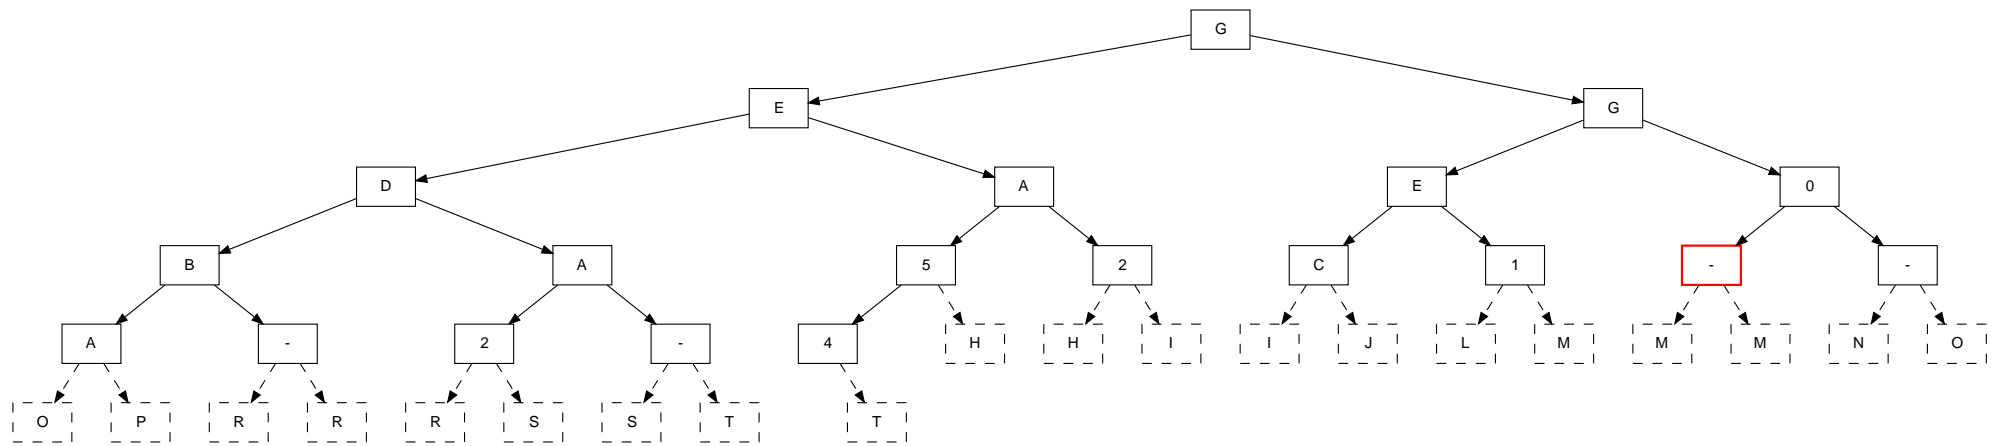 G
E G
D A E 0
B A 5 2 C 1 - -
A - 2 - 4 H H I I J L M M M N O
O P R R R S S T T